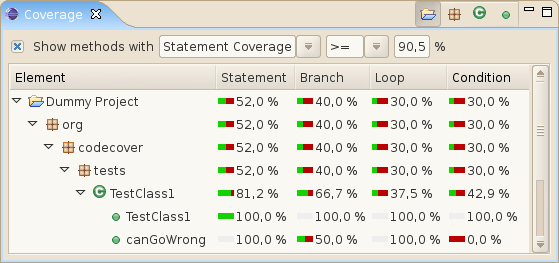 Coverage
Show methods with Statement Coverage >= 90,5 %
Element Statement Branch Loop Condition
Dummy Project 52,0 % 40,0 % 30,0 % 30,0 %
org 52,0 % 40,0 % 30,0 % 30,0 %
codecover 52,0 % 40,0 % 30,0 % 30,0 %
tests 52,0 % 40,0 % 30,0 % 30,0 %
C TestClass1 81,2 % 66,7 % 37,5 % 42,9 %
TestClass1 100,0 % 100,0 % 100,0 % 100,0 %
canGoWrong 100,0 % 50,0 % 100,0 % 0,0 %